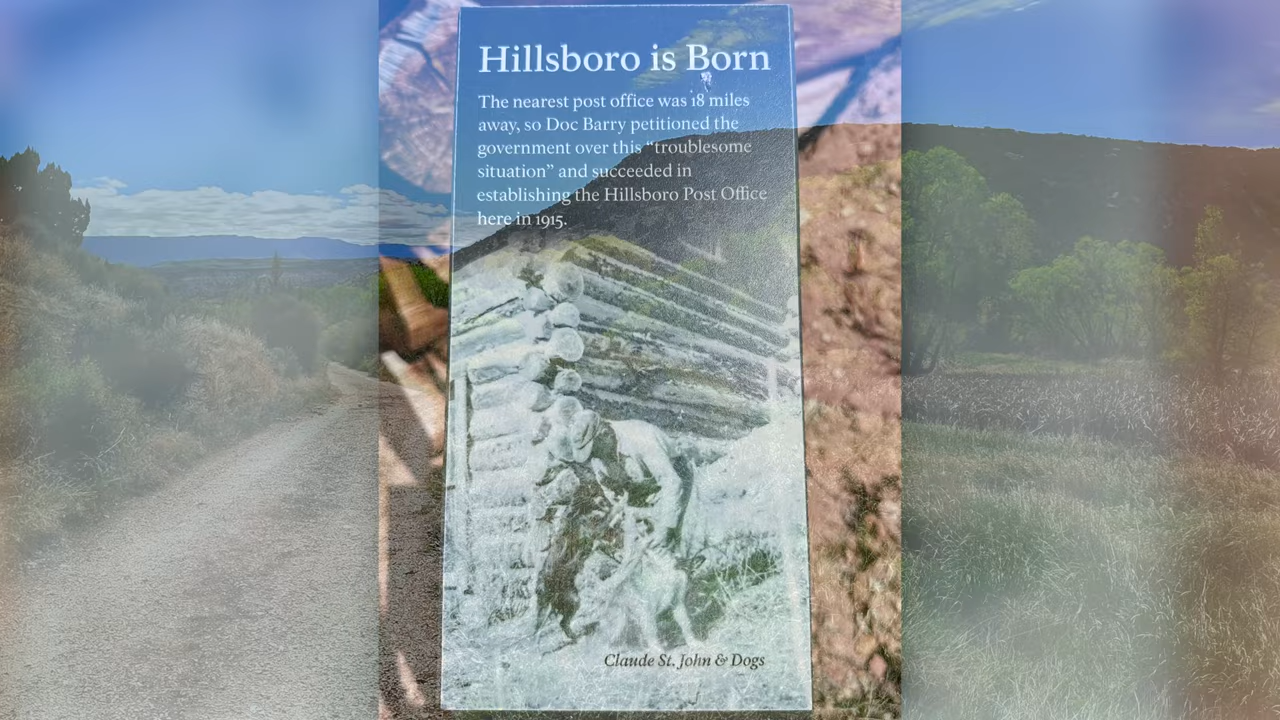 Hillsboro is Born
The nearest post office was 18 miles
away, so Doc Barry petitioned the
government over this “troublesome
situation” and succeeded in
establishing the Hillsboro Post Office
here in 1915.
Claude St. John & Dogs